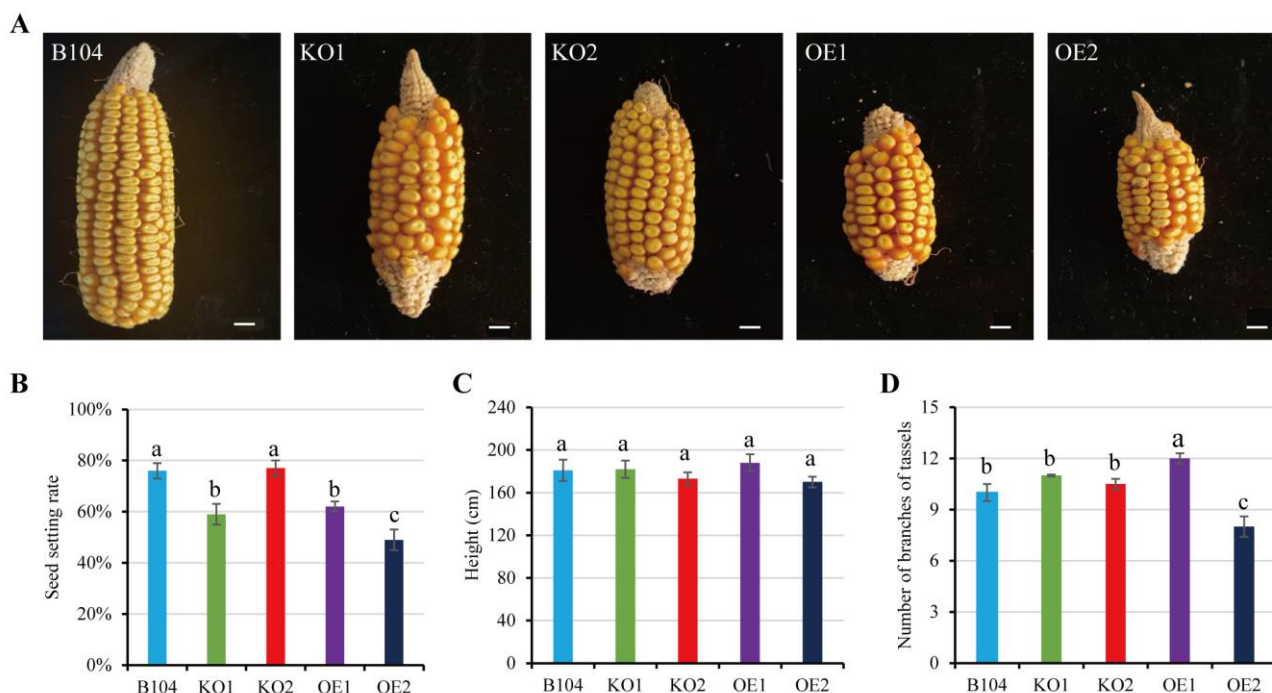 A
B104
KO1
KO2
OE1
OE2
B
Seed setting rate
100%
80%
60%
40%
20%
0%
a
b
a
b
c
B104
KO1
KO2
OE1
OE2
C
Height (cm)
240
200
160
120
80
40
0
a
a
a
a
a
B104
KO1
KO2
OE1
OE2
D
Number of branches of tassels
15
12
9
6
3
0
b
b
b
a
c
B104
KO1
KO2
OE1
OE2